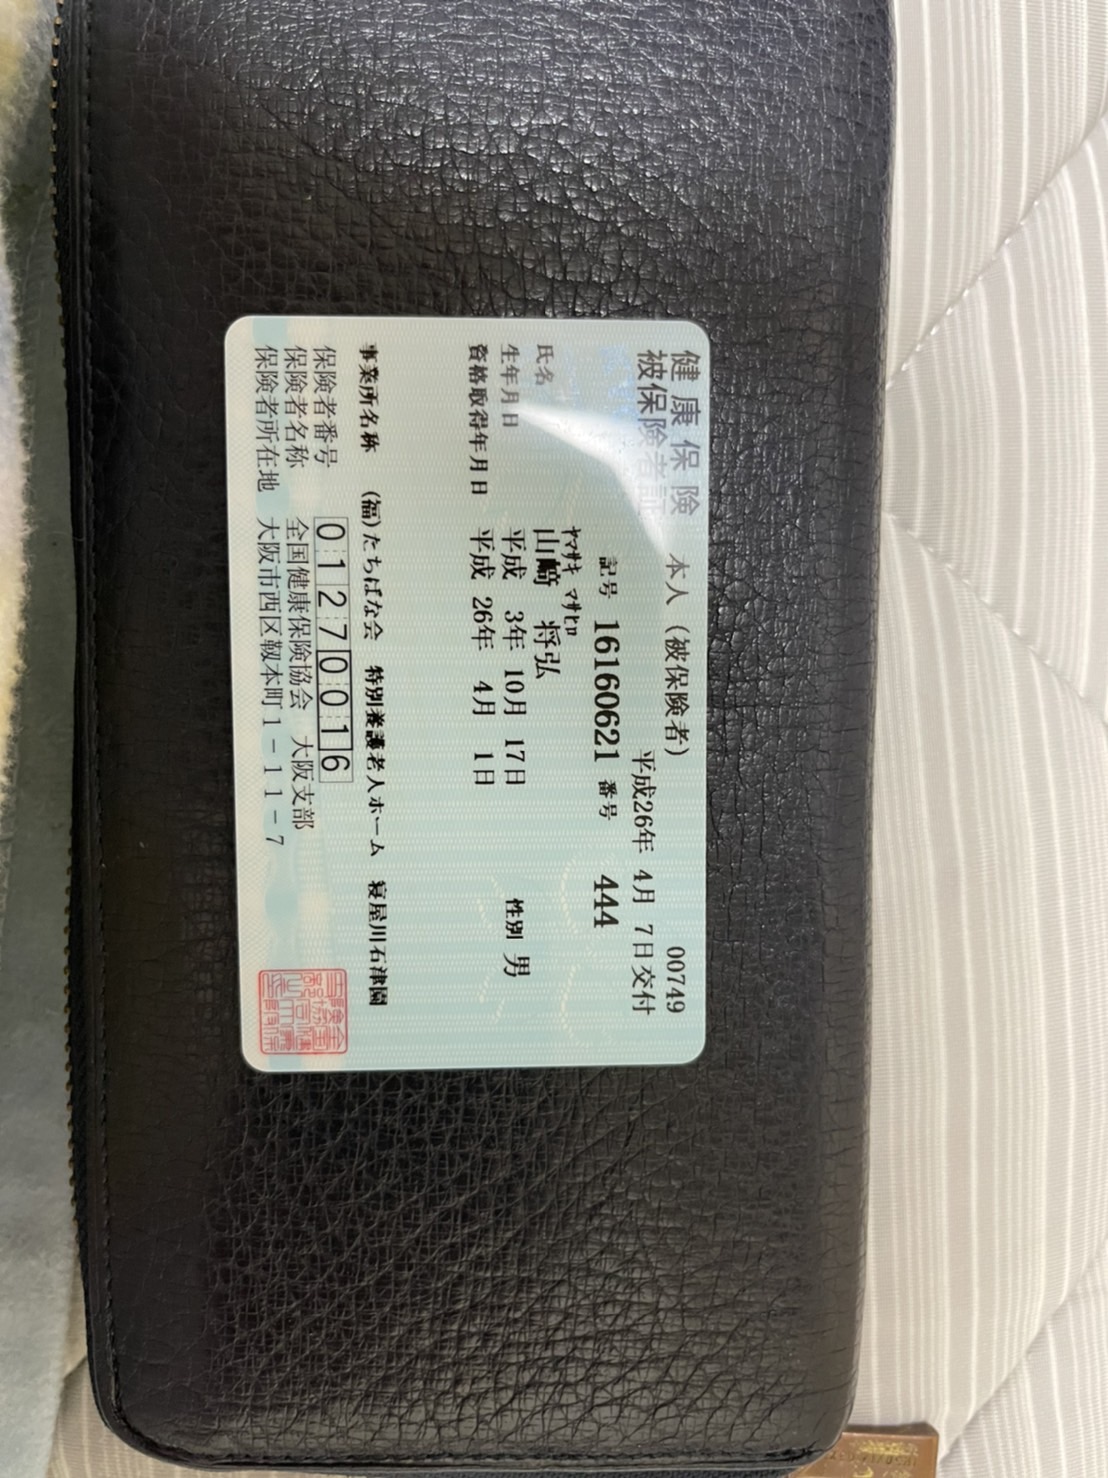 健康保険 本人（被保険者） 00749
被保険者証 平成26年 4月 7日交付
記号 16160621 番号 444
ﾔﾏｻﾞｷ ﾏｻﾋﾛ
氏名 山﨑 将弘
生年月日 平成 3年 10月 17日 性別 男
資格取得年月日 平成 26年 4月 1日
事業所名称 (福)たちばな会 特別養護老人ホーム 寝屋川石津園
保険者番号 01270016
保険者名称 全国健康保険協会 大阪支部
保険者所在地 大阪市西区靱本町1-11-7